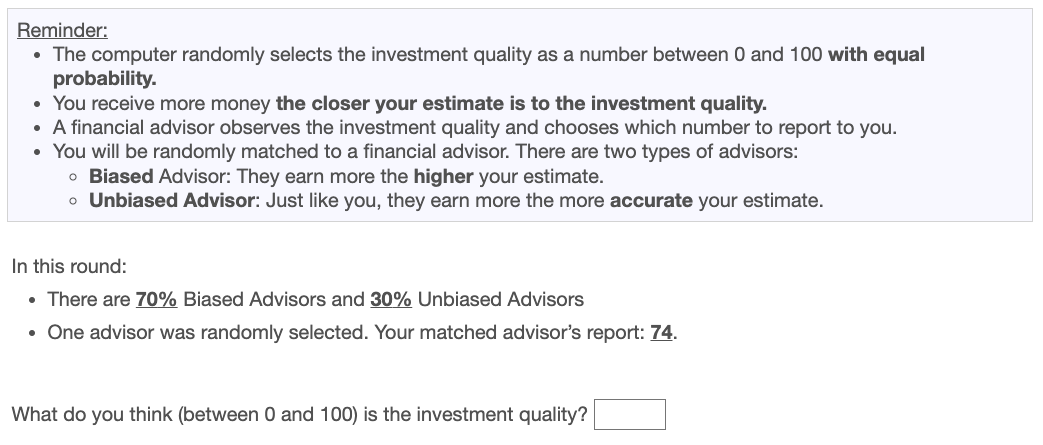 Reminder:
• The computer randomly selects the investment quality as a number between 0 and 100 with equal
probability.
• You receive more money the closer your estimate is to the investment quality.
• A financial advisor observes the investment quality and chooses which number to report to you.
• You will be randomly matched to a financial advisor. There are two types of advisors:
○ Biased Advisor: They earn more the higher your estimate.
○ Unbiased Advisor: Just like you, they earn more the more accurate your estimate.
In this round:
• There are 70% Biased Advisors and 30% Unbiased Advisors
• One advisor was randomly selected. Your matched advisor's report: 74.
What do you think (between 0 and 100) is the investment quality?